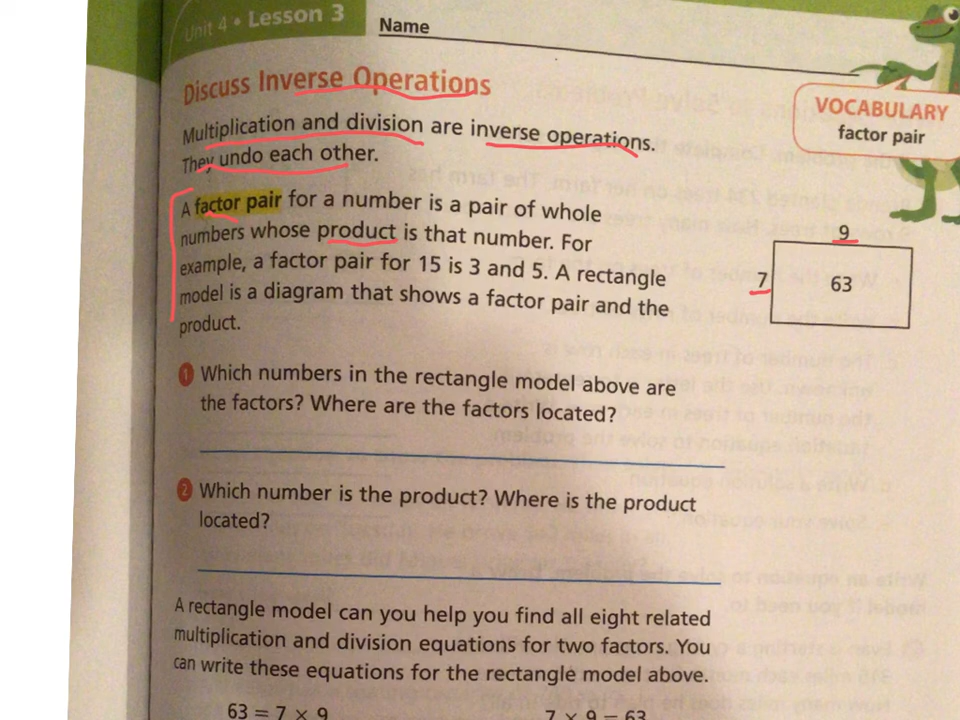 Unit 4 • Lesson 3
Name
Discuss Inverse Operations
VOCABULARY
factor pair
Multiplication and division are inverse operations.
They undo each other.
A factor pair for a number is a pair of whole
numbers whose product is that number. For
example, a factor pair for 15 is 3 and 5. A rectangle
model is a diagram that shows a factor pair and the
product.
9
7
63
1 Which numbers in the rectangle model above are
the factors? Where are the factors located?
2 Which number is the product? Where is the product
located?
A rectangle model can you help you find all eight related
multiplication and division equations for two factors. You
can write these equations for the rectangle model above.
63 = 7 × 9
7 × 9 = 63